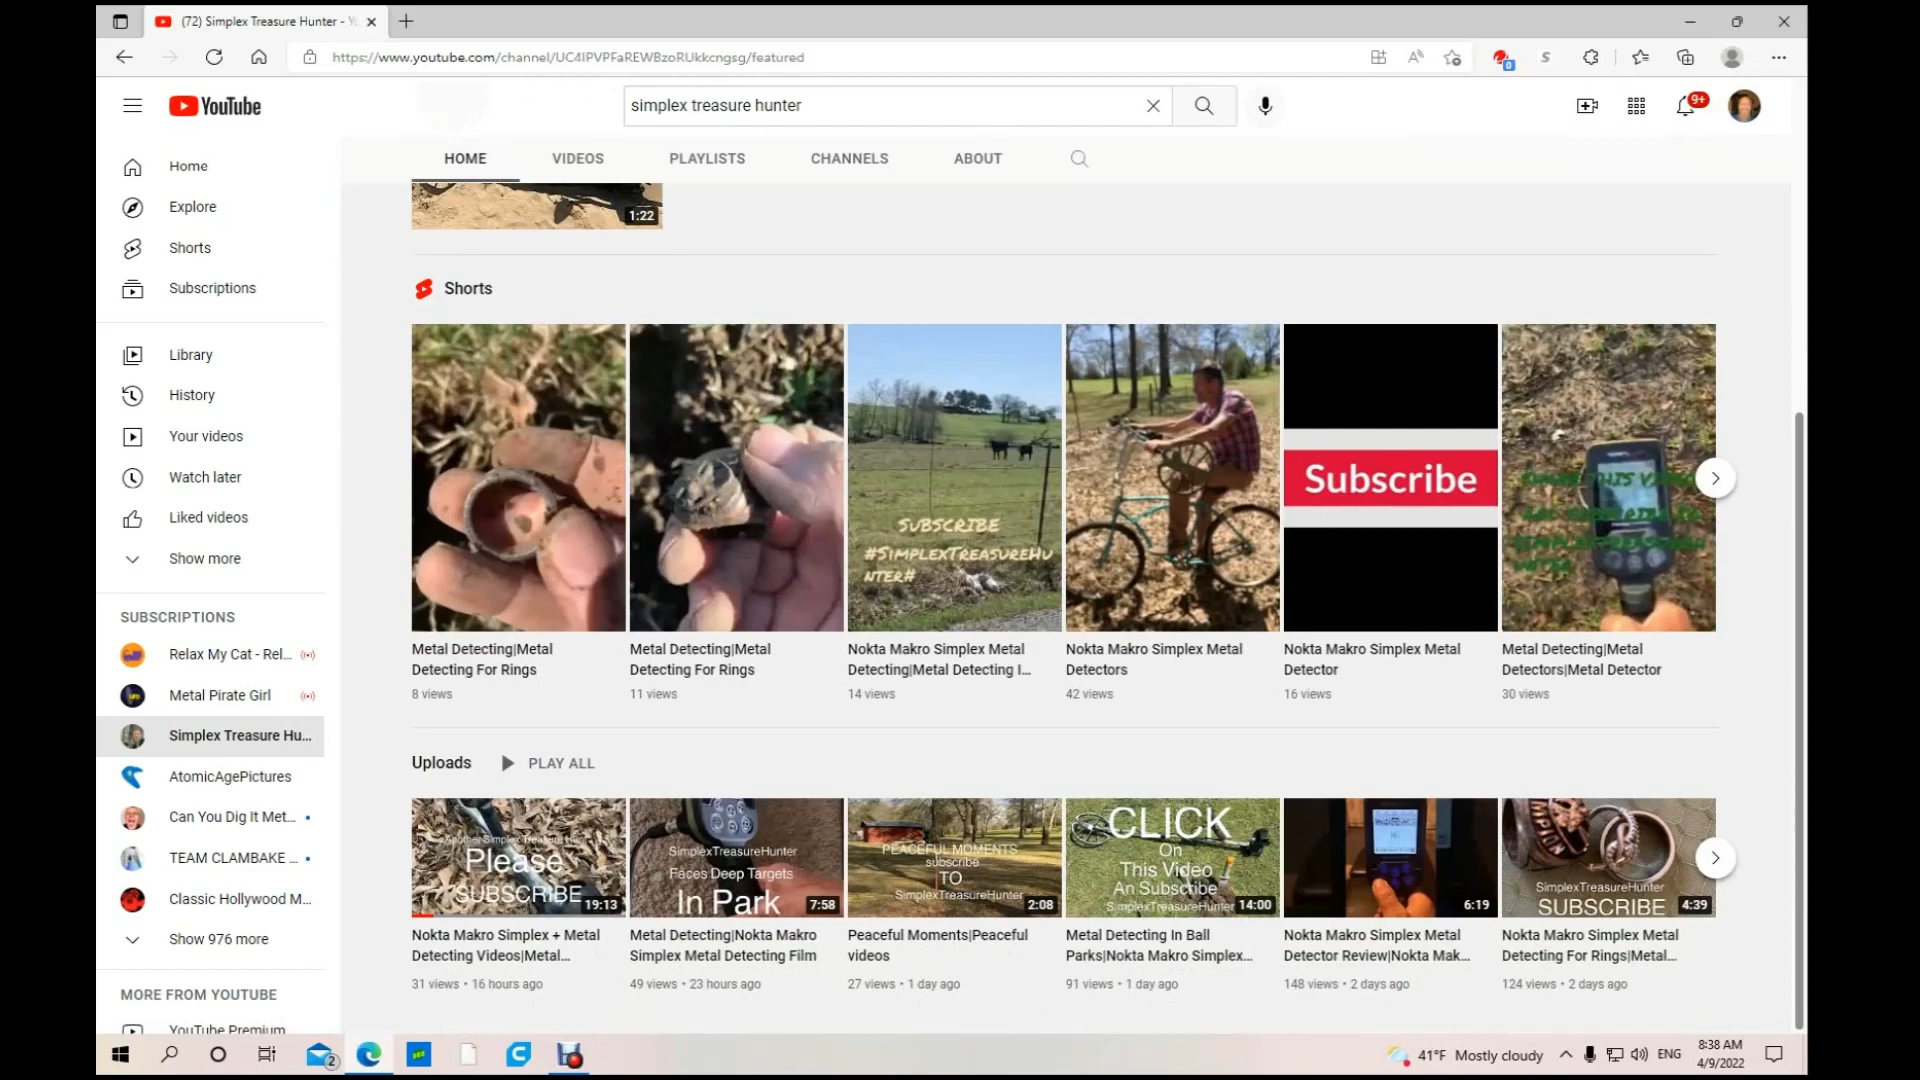 (72) Simplex Treasure Hunter - Y
https://www.youtube.com/channel/UC4IPVPFaREWBzoRUkkcngsg/featured
0
YouTube
simplex treasure hunter
9+
HOME VIDEOS PLAYLISTS CHANNELS ABOUT
Home
Explore
Shorts
Subscriptions
Library
History
Your videos
Watch later
Liked videos
Show more
SUBSCRIPTIONS
Relax My Cat - Rel...
Metal Pirate Girl
Simplex Treasure Hu...
AtomicAgePictures
Can You Dig It Met...
TEAM CLAMBAKE ...
Classic Hollywood M...
Show 976 more
MORE FROM YOUTUBE
YouTube Premium
1:22
Shorts
SUBSCRIBE
#SIMPLEXTREASUREHU
NTER#
Subscribe
Metal Detecting|Metal
Detecting For Rings
8 views
Metal Detecting|Metal
Detecting For Rings
11 views
Nokta Makro Simplex Metal
Detecting|Metal Detecting I...
14 views
Nokta Makro Simplex Metal
Detectors
42 views
Nokta Makro Simplex Metal
Detector
16 views
Metal Detecting|Metal
Detectors|Metal Detector
30 views
Uploads PLAY ALL
Please
SUBSCRIBE
19:13
Nokta Makro Simplex + Metal
Detecting Videos|Metal...
31 views • 16 hours ago
SimplexTreasureHunter
Faces Deep Targets
In Park
7:58
Metal Detecting|Nokta Makro
Simplex Metal Detecting Film
49 views • 23 hours ago
PEACEFUL MOMENTS
subscribe
TO
SimplexTreasureHunter
2:08
Peaceful Moments|Peaceful
videos
27 views • 1 day ago
CLICK
On
This Video
An Subscribe
SimplexTreasureHunter
14:00
Metal Detecting In Ball
Parks|Nokta Makro Simplex...
91 views • 1 day ago
6:19
Nokta Makro Simplex Metal
Detector Review|Nokta Mak...
148 views • 2 days ago
SimplexTreasureHunter
SUBSCRIBE
4:39
Nokta Makro Simplex Metal
Detecting For Rings|Metal...
124 views • 2 days ago
2
41°F Mostly cloudy
ENG
8:38 AM
4/9/2022